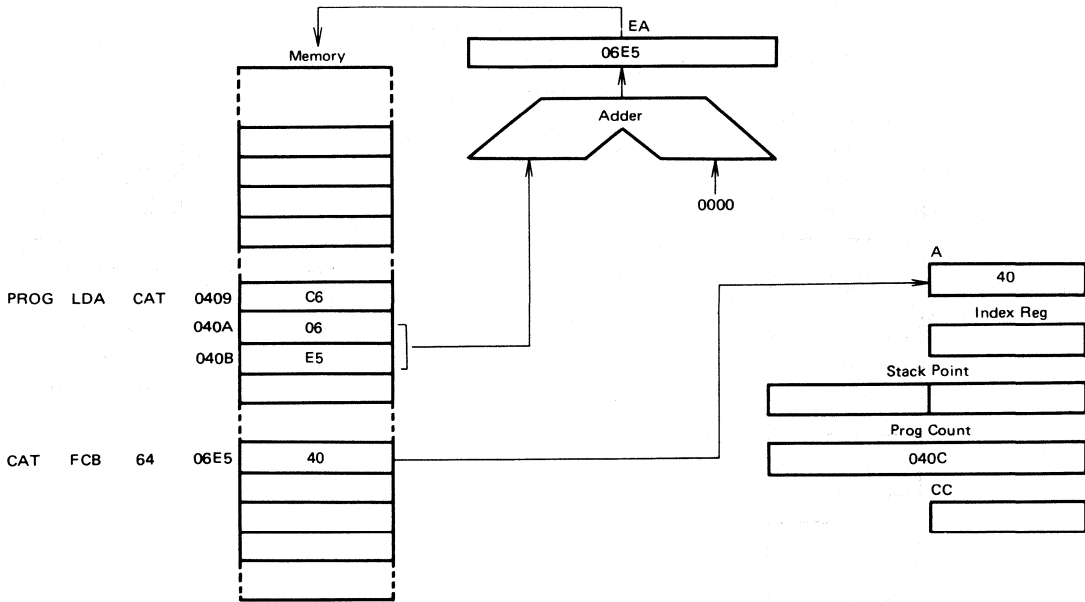 EA
06E5
Memory
Adder
0000
A
40
PROG LDA CAT 0409 C6
Index Reg
040A 06
040B E5
Stack Point
Prog Count
CAT FCB 64 06E5 40
040C
CC